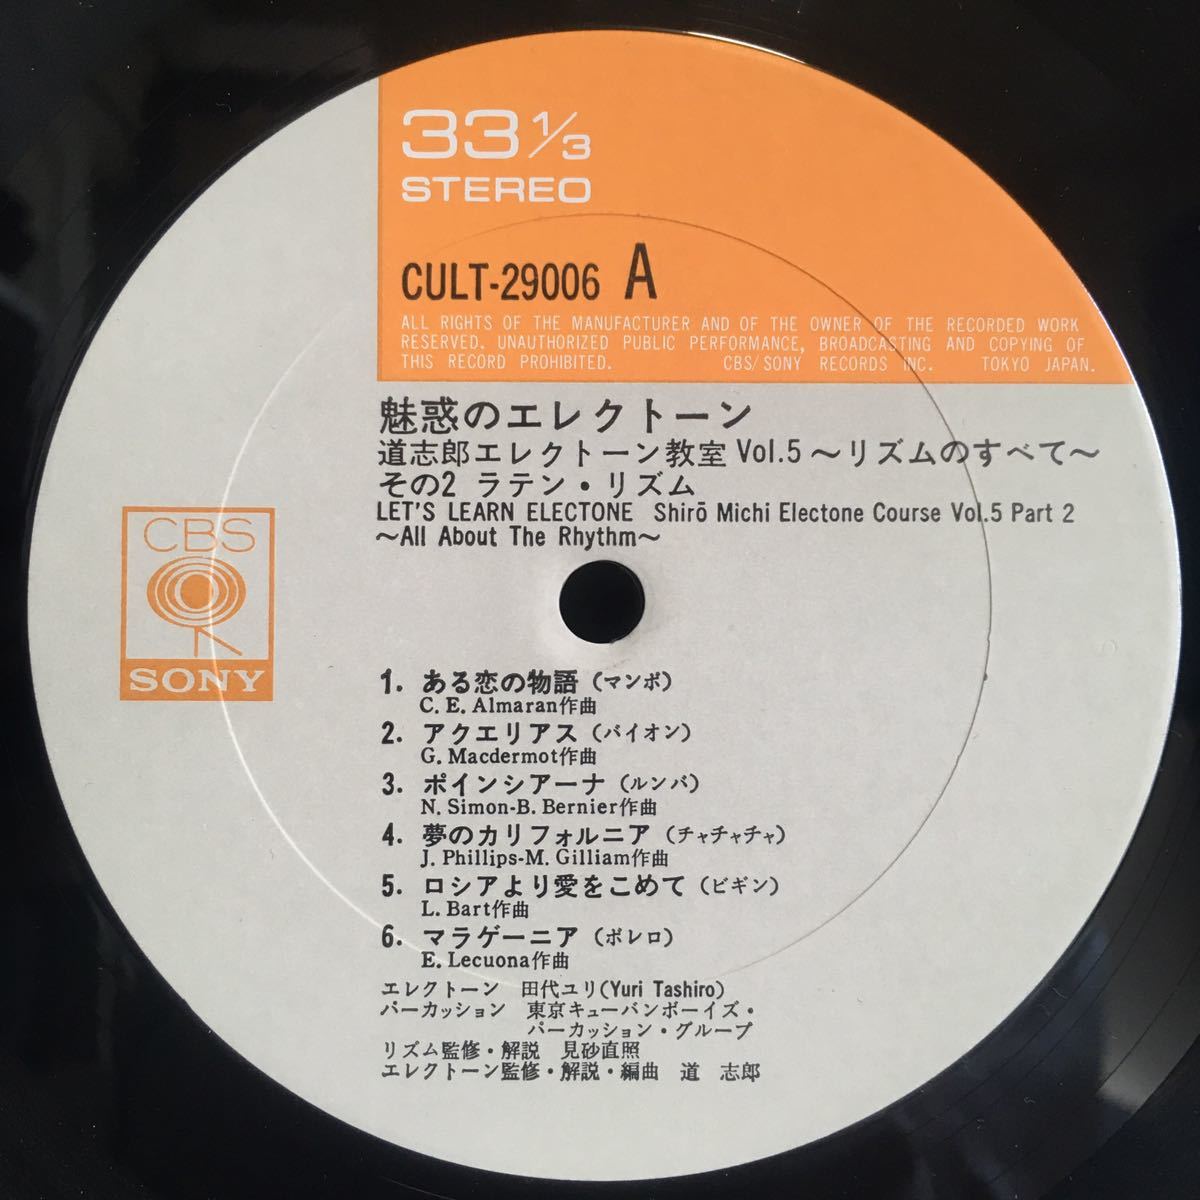 33 1/3
STEREO
CULT-29006 A
ALL RIGHTS OF THE MANUFACTURER AND OF THE OWNER OF THE RECORDED WORK
RESERVED. UNAUTHORIZED PUBLIC PERFORMANCE, BROADCASTING AND COPYING OF
THIS RECORD PROHIBITED. CBS/SONY RECORDS INC. TOKYO JAPAN.
魅惑のエレクトーン
道志郎エレクトーン教室 Vol.5～リズムのすべて～
その2 ラテン・リズム
LET'S LEARN ELECTONE Shirō Michi Electone Course Vol.5 Part 2
～All About The Rhythm～
CBS
SONY
1. ある恋の物語（マンボ）
C. E. Almaran作曲
2. アクエリアス（バイオン）
G. Macdermot作曲
3. ポインシアーナ（ルンバ）
N. Simon-B. Bernier作曲
4. 夢のカリフォルニア（チャチャチャ）
J. Phillips-M. Gilliam作曲
5. ロシアより愛をこめて（ビギン）
L. Bart作曲
6. マラゲーニア（ボレロ）
E. Lecuona作曲
エレクトーン 田代ユリ(Yuri Tashiro)
パーカッション 東京キューバンボーイズ・
パーカッション・グループ
リズム監修・解説 見砂直照
エレクトーン監修・解説・編曲 道 志郎